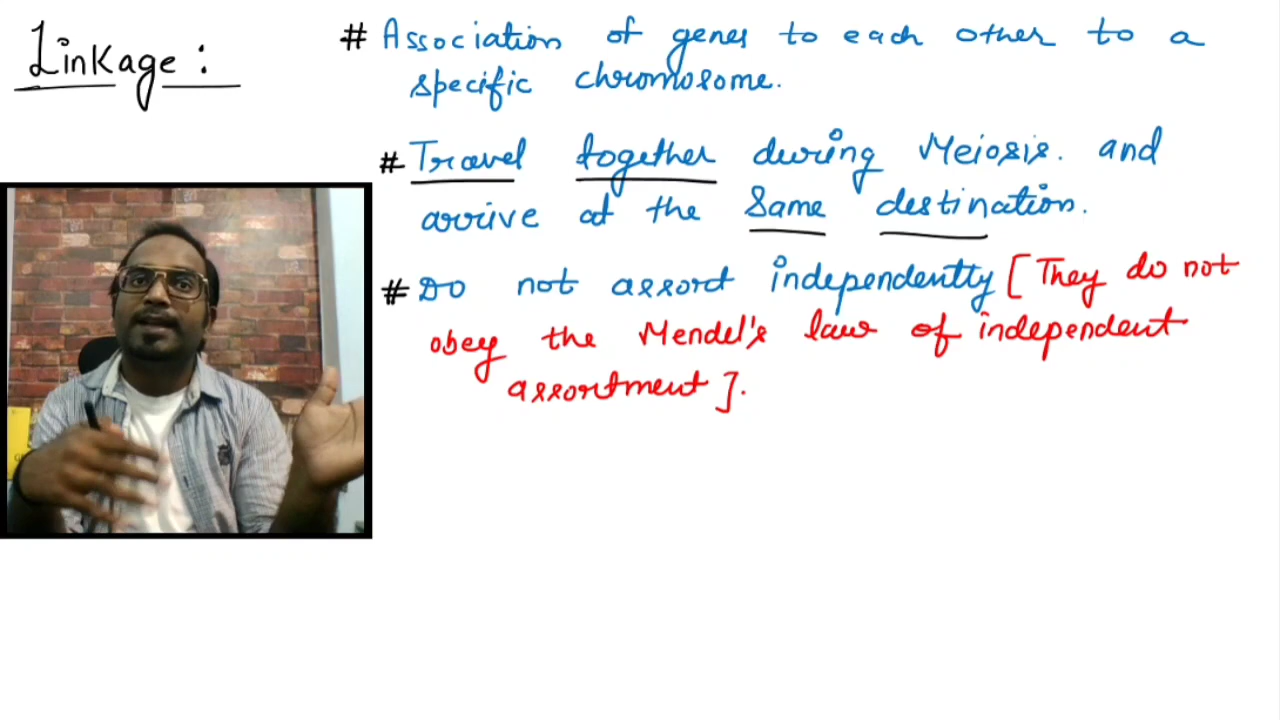 Linkage :
# Association of genes to each other to a
specific chromosome.
# Travel together during Meiosis. and
arrive at the same destination.
# Do not assort independently [They do not
obey the Mendel's law of independent
assortment].